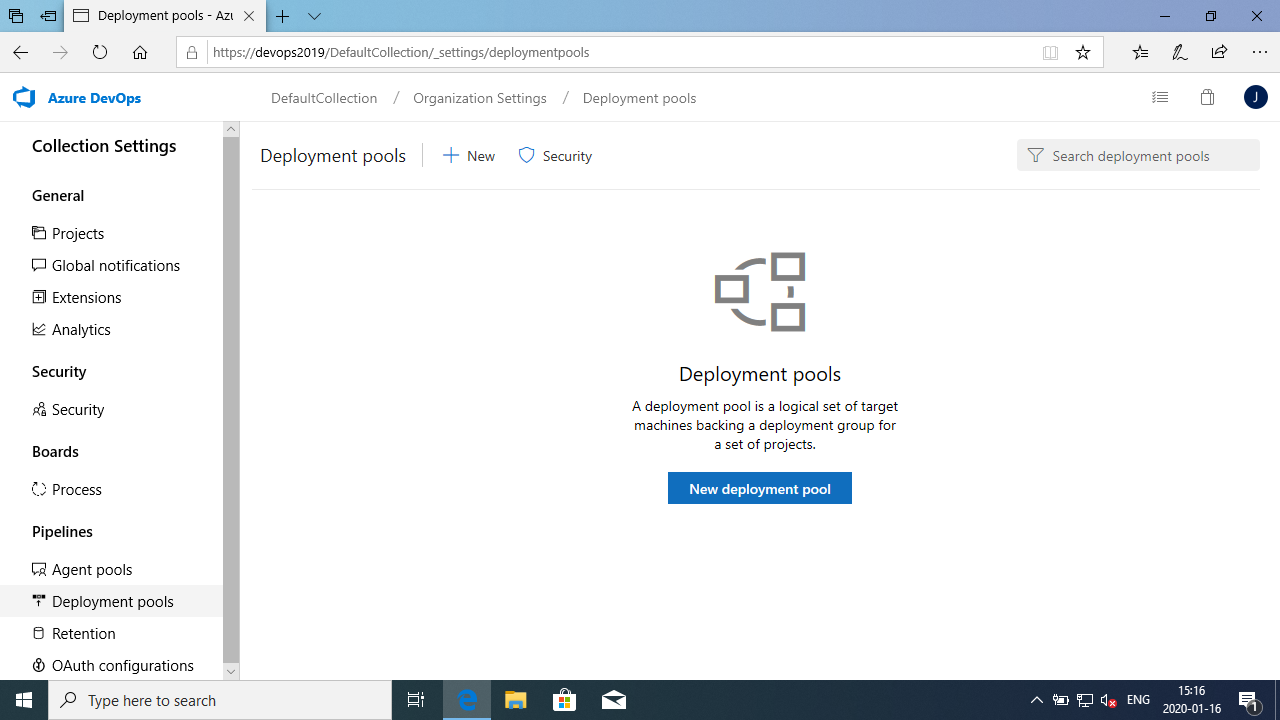 Deployment pools - Azu
https://devops2019/DefaultCollection/_settings/deploymentpools
Azure DevOps
DefaultCollection / Organization Settings / Deployment pools
J
Collection Settings
General
Projects
Global notifications
Extensions
Analytics
Security
Security
Boards
Process
Pipelines
Agent pools
Deployment pools
Retention
OAuth configurations
Deployment pools
New
Security
Search deployment pools
Deployment pools
A deployment pool is a logical set of target
machines backing a deployment group for
a set of projects.
New deployment pool
Type here to search
ENG
15:16
2020-01-16
1